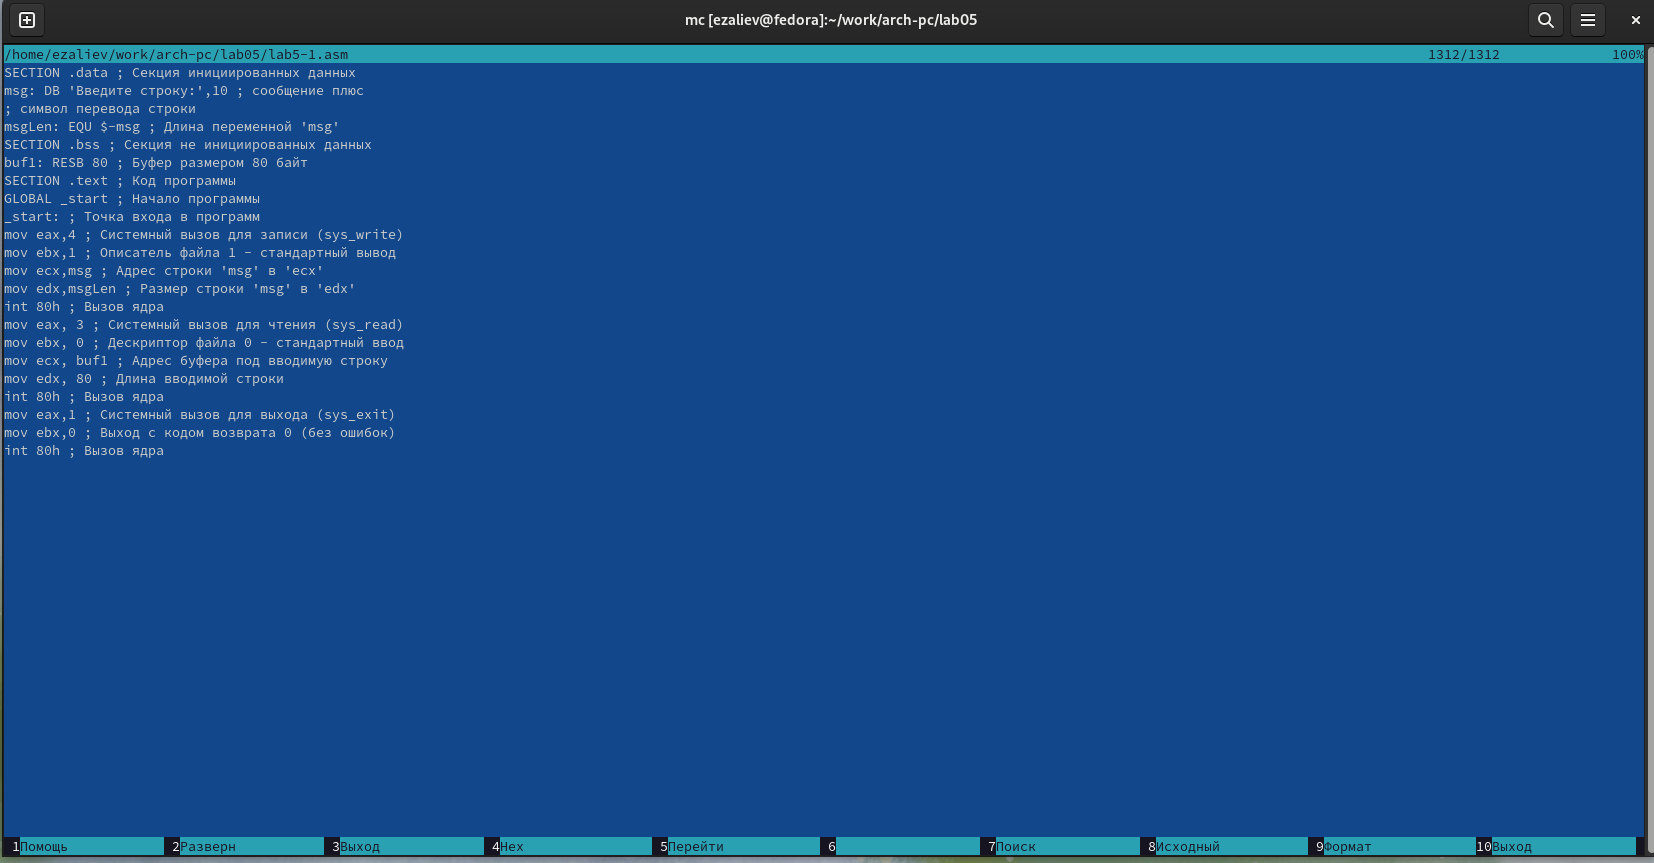 mc [ezaliev@fedora]:~/work/arch-pc/lab05
/home/ezaliev/work/arch-pc/lab05/lab5-1.asm 1312/1312 100%
SECTION .data ; Секция инициированных данных
msg: DB 'Введите строку:',10 ; сообщение плюс
; символ перевода строки
msgLen: EQU $-msg ; Длина переменной 'msg'
SECTION .bss ; Секция не инициированных данных
buf1: RESB 80 ; Буфер размером 80 байт
SECTION .text ; Код программы
GLOBAL _start ; Начало программы
_start: ; Точка входа в программ
mov eax,4 ; Системный вызов для записи (sys_write)
mov ebx,1 ; Описатель файла 1 - стандартный вывод
mov ecx,msg ; Адрес строки 'msg' в 'ecx'
mov edx,msgLen ; Размер строки 'msg' в 'edx'
int 80h ; Вызов ядра
mov eax, 3 ; Системный вызов для чтения (sys_read)
mov ebx, 0 ; Дескриптор файла 0 - стандартный ввод
mov ecx, buf1 ; Адрес буфера под вводимую строку
mov edx, 80 ; Длина вводимой строки
int 80h ; Вызов ядра
mov eax,1 ; Системный вызов для выхода (sys_exit)
mov ebx,0 ; Выход с кодом возврата 0 (без ошибок)
int 80h ; Вызов ядра
1Помощь 2Разверн 3Выход 4Hex 5Перейти 6 7Поиск 8Исходный 9Формат 10Выход